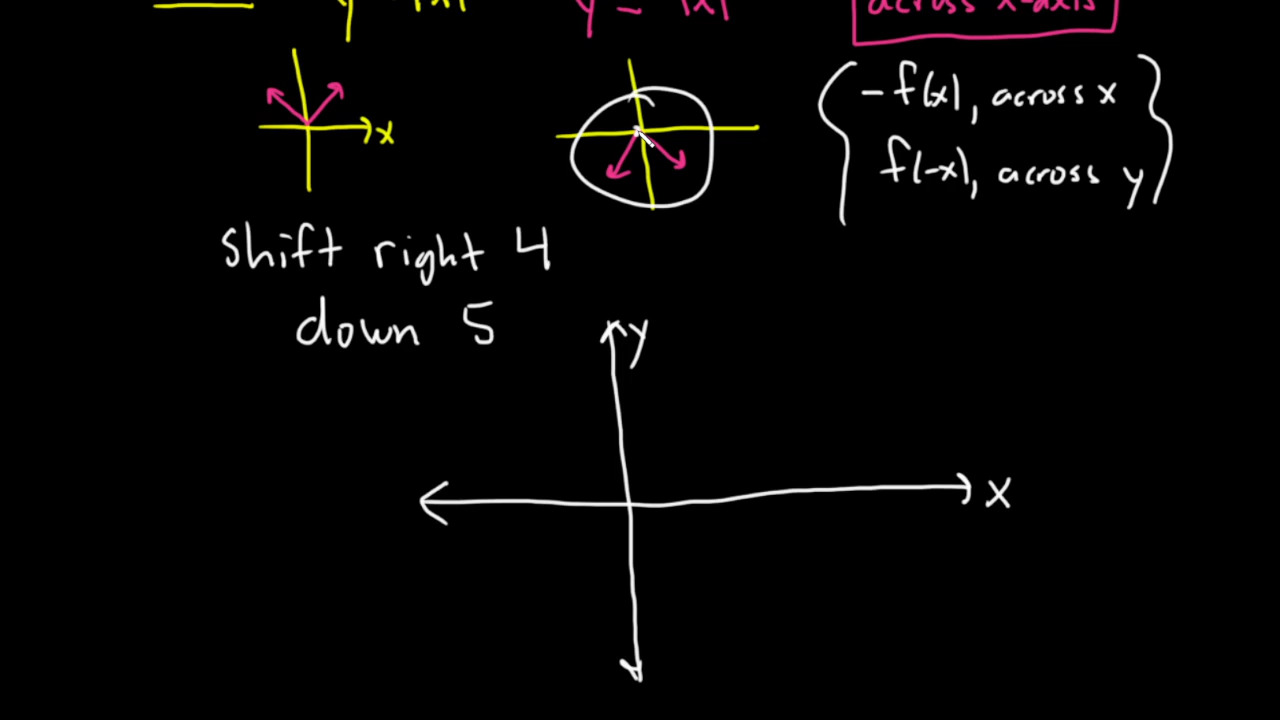 y = |x| y = -|x| across x-axis
x
-f(x), across x
f(-x), across y
shift right 4
down 5
y
x